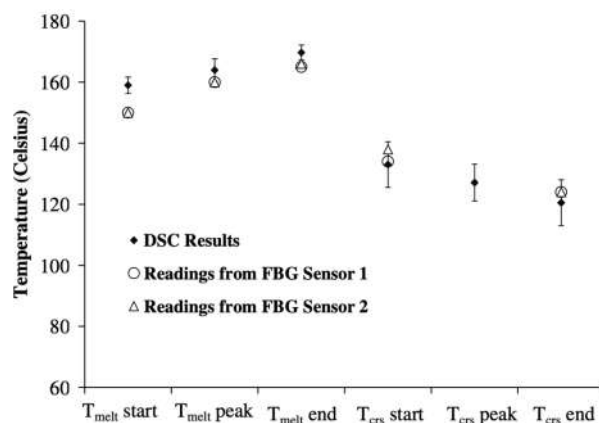 180
160
140
120
100
80
60
Temperature (Celsius)
DSC Results
Readings from FBG Sensor 1
Readings from FBG Sensor 2
Tmelt start Tmelt peak Tmelt end Tcrs start Tcrs peak Tcrs end